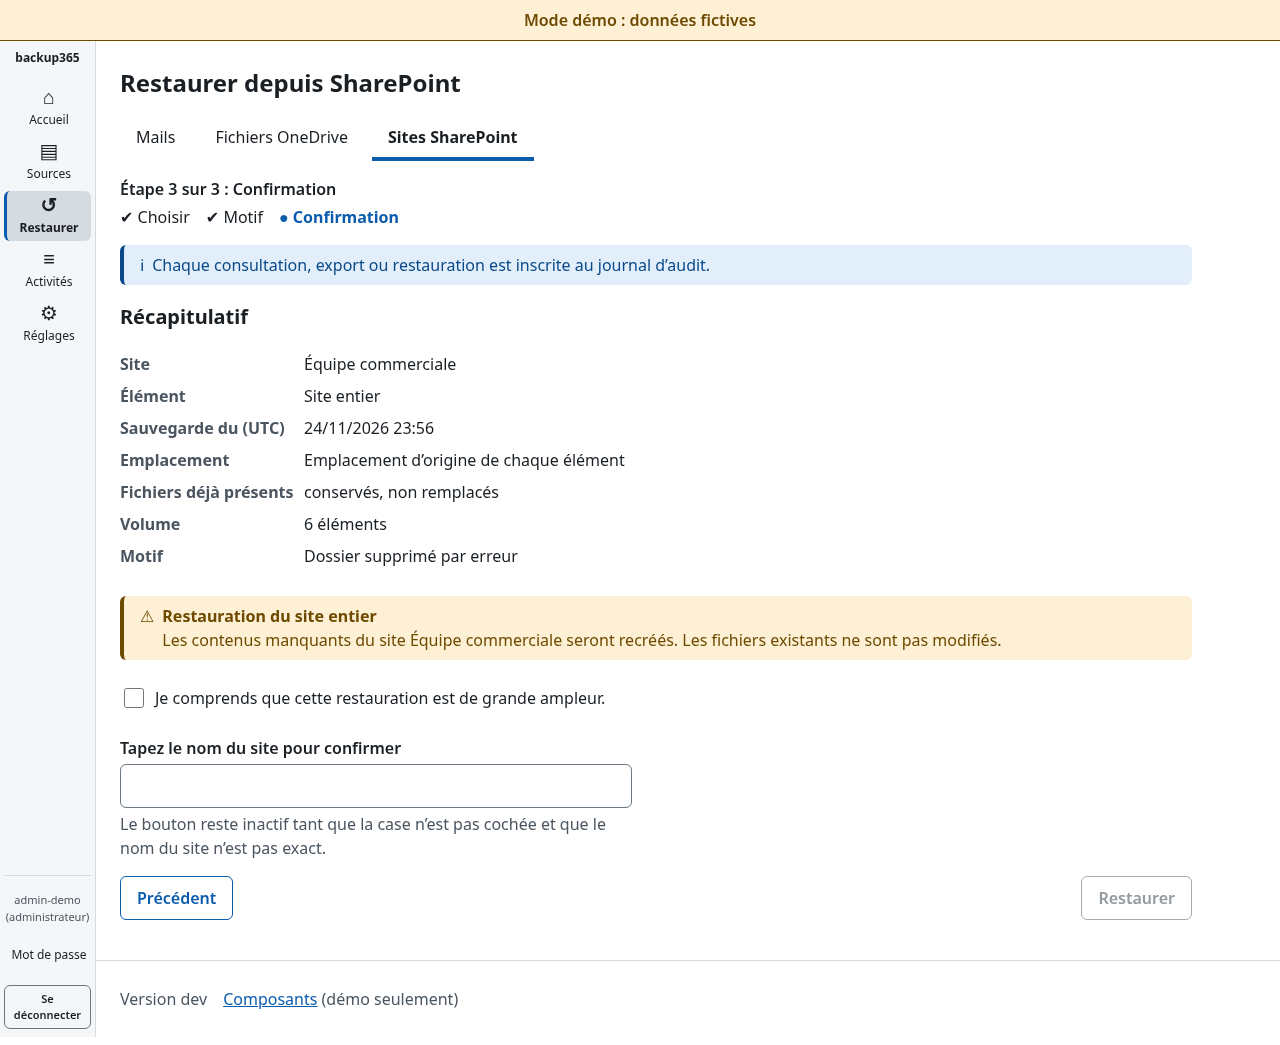 Mode démo : données fictives
backup365
Accueil
Sources
Restaurer
Activités
Réglages
admin-demo
(administrateur)
Mot de passe
Se
déconnecter
Restaurer depuis SharePoint
Mails
Fichiers OneDrive
Sites SharePoint
Étape 3 sur 3 : Confirmation
✔ Choisir ✔ Motif ● Confirmation
i Chaque consultation, export ou restauration est inscrite au journal d’audit.
Récapitulatif
Site Équipe commerciale
Élément Site entier
Sauvegarde du (UTC) 24/11/2026 23:56
Emplacement Emplacement d’origine de chaque élément
Fichiers déjà présents conservés, non remplacés
Volume 6 éléments
Motif Dossier supprimé par erreur
⚠ Restauration du site entier
Les contenus manquants du site Équipe commerciale seront recréés. Les fichiers existants ne sont pas modifiés.
Je comprends que cette restauration est de grande ampleur.
Tapez le nom du site pour confirmer
Le bouton reste inactif tant que la case n’est pas cochée et que le
nom du site n’est pas exact.
Précédent
Restaurer
Version dev Composants (démo seulement)